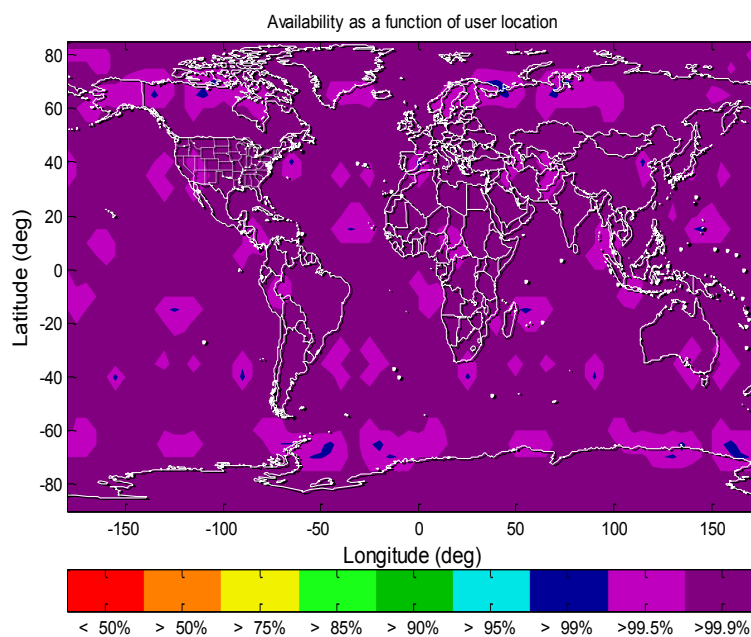 Availability as a function of user location
80
60
40
20
0
-20
-40
-60
-80
Latitude (deg)
-150 -100 -50 0 50 100 150
Longitude (deg)
< 50% > 50% > 75% > 85% > 90% > 95% > 99% >99.5% >99.9%